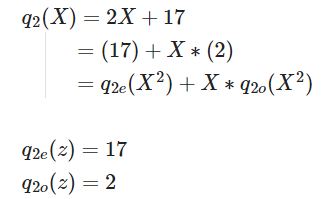 q₂(X) = 2X + 17
= (17) + X * (2)
= q₂ₑ(X²) + X * q₂ₒ(X²)
q₂ₑ(z) = 17
q₂ₒ(z) = 2